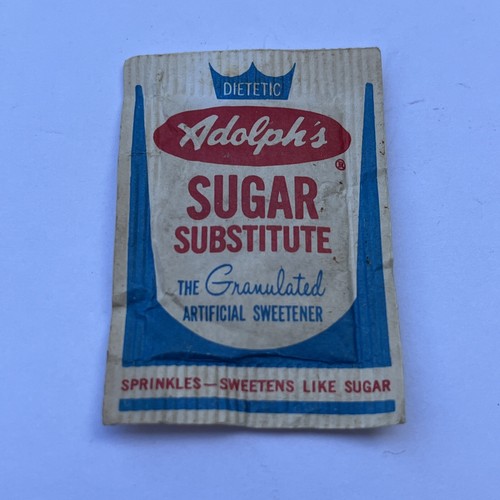 DIETETIC
Adolph's ®
SUGAR
SUBSTITUTE
THE Granulated
ARTIFICIAL SWEETENER
SPRINKLES—SWEETENS LIKE SUGAR